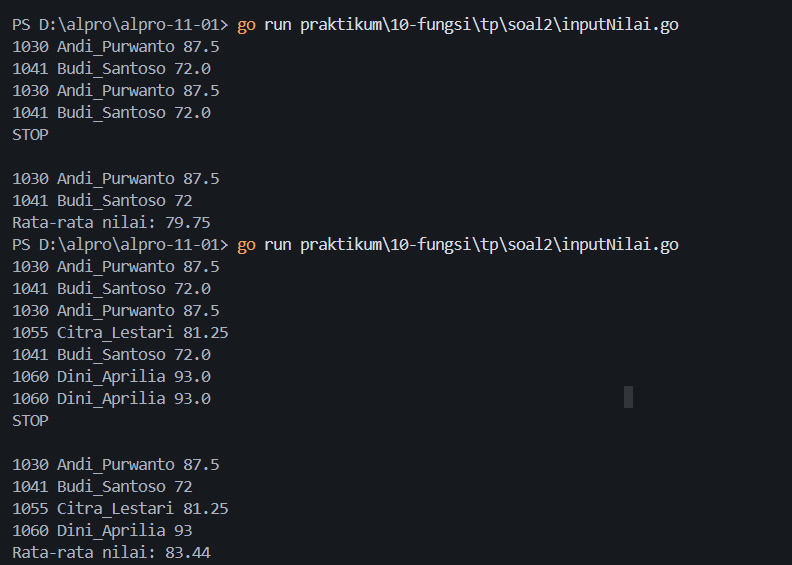 PS D:\alpro\alpro-11-01> go run praktikum\10-fungsi\tp\soal2\inputNilai.go
1030 Andi_Purwanto 87.5
1041 Budi_Santoso 72.0
1030 Andi_Purwanto 87.5
1041 Budi_Santoso 72.0
STOP
1030 Andi_Purwanto 87.5
1041 Budi_Santoso 72
Rata-rata nilai: 79.75
PS D:\alpro\alpro-11-01> go run praktikum\10-fungsi\tp\soal2\inputNilai.go
1030 Andi_Purwanto 87.5
1041 Budi_Santoso 72.0
1030 Andi_Purwanto 87.5
1055 Citra_Lestari 81.25
1041 Budi_Santoso 72.0
1060 Dini_Aprilia 93.0
1060 Dini_Aprilia 93.0
STOP
1030 Andi_Purwanto 87.5
1041 Budi_Santoso 72
1055 Citra_Lestari 81.25
1060 Dini_Aprilia 93
Rata-rata nilai: 83.44